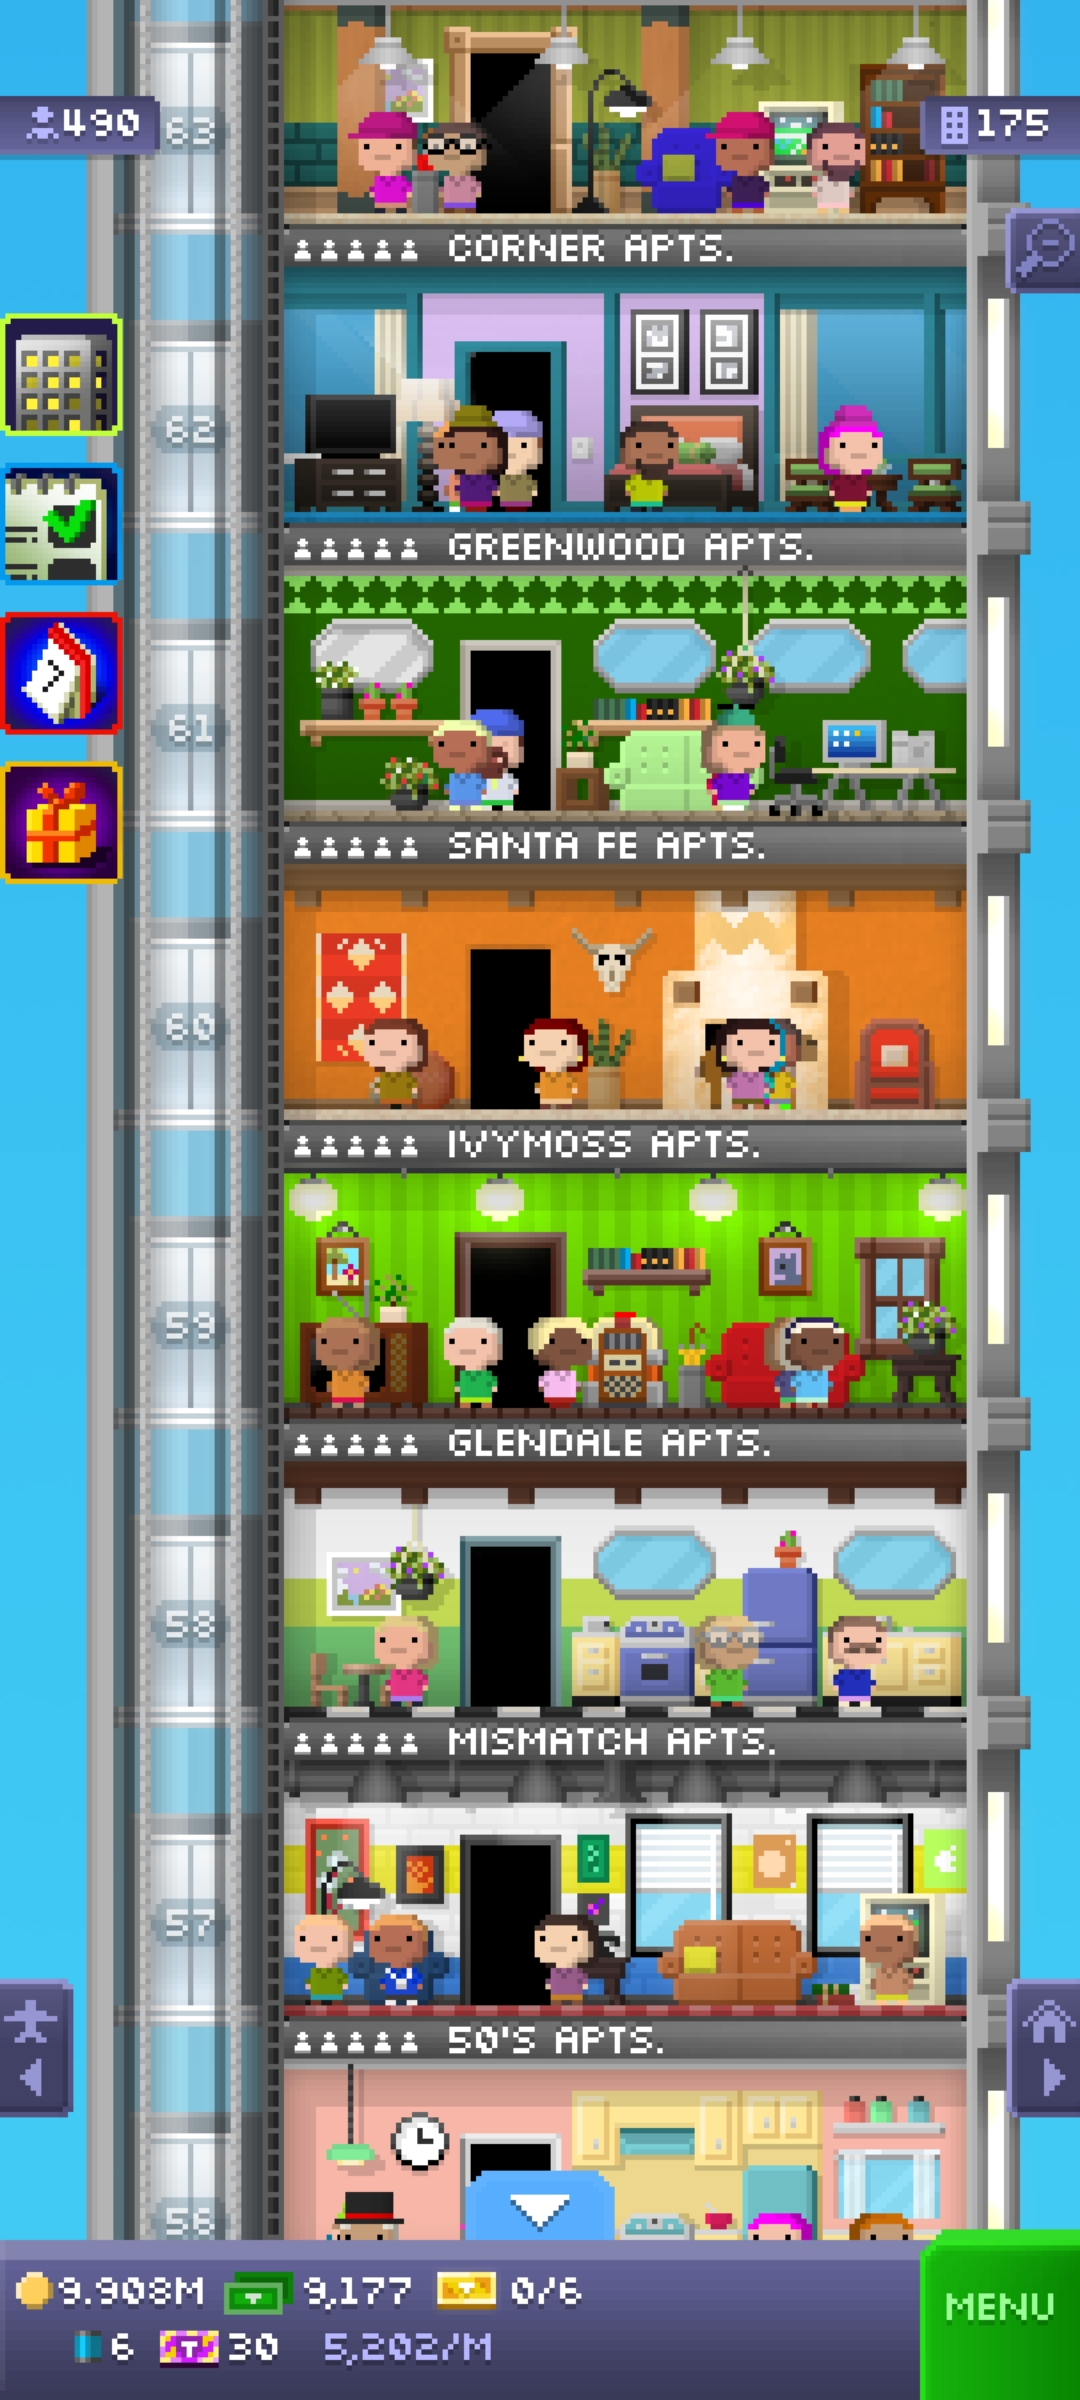 490
63
175
CORNER APTS.
62
GREENWOOD APTS.
61
SANTA FE APTS.
60
IVYMOSS APTS.
59
GLENDALE APTS.
58
MISMATCH APTS.
57
50'S APTS.
56
9.908M 9,177 0/6
MENU
6 T 30 5,202/M